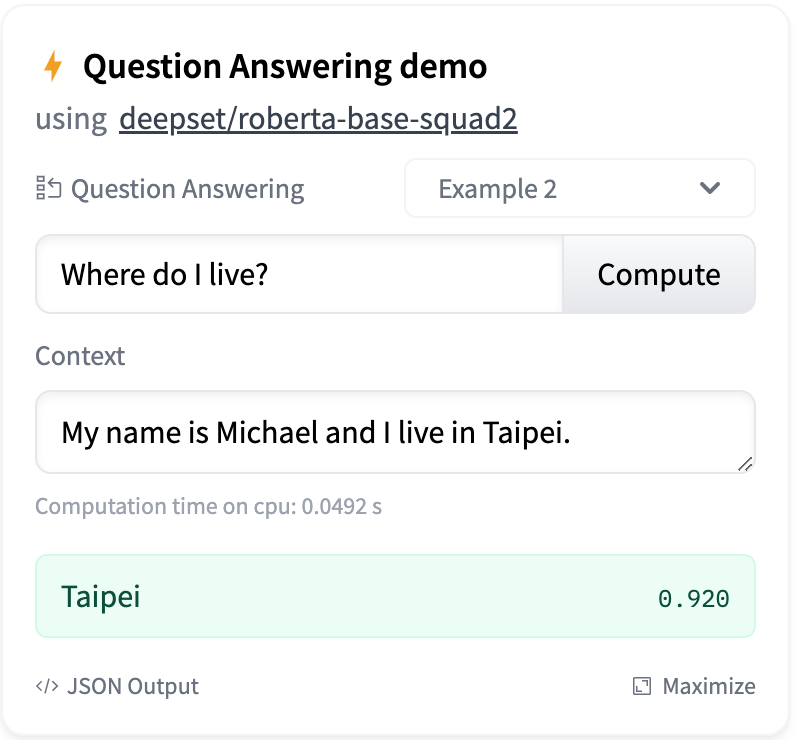 Question Answering demo
using deepset/roberta-base-squad2
Question Answering
Example 2
Where do I live?
Compute
Context
My name is Michael and I live in Taipei.
Computation time on cpu: 0.0492 s
Taipei
0.920
</> JSON Output
Maximize